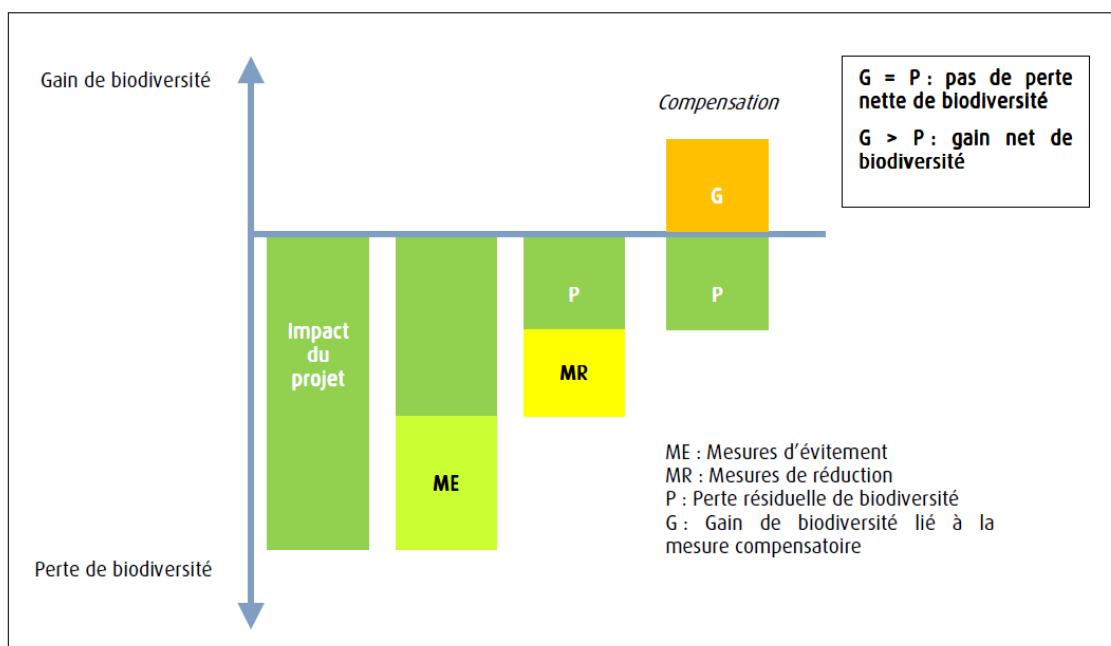 Gain de biodiversité
Compensation
G = P : pas de perte
nette de biodiversité
G > P : gain net de
biodiversité
G
P
P
Impact
du
projet
MR
ME
ME : Mesures d'évitement
MR : Mesures de réduction
P : Perte résiduelle de biodiversité
G : Gain de biodiversité lié à la
mesure compensatoire
Perte de biodiversité